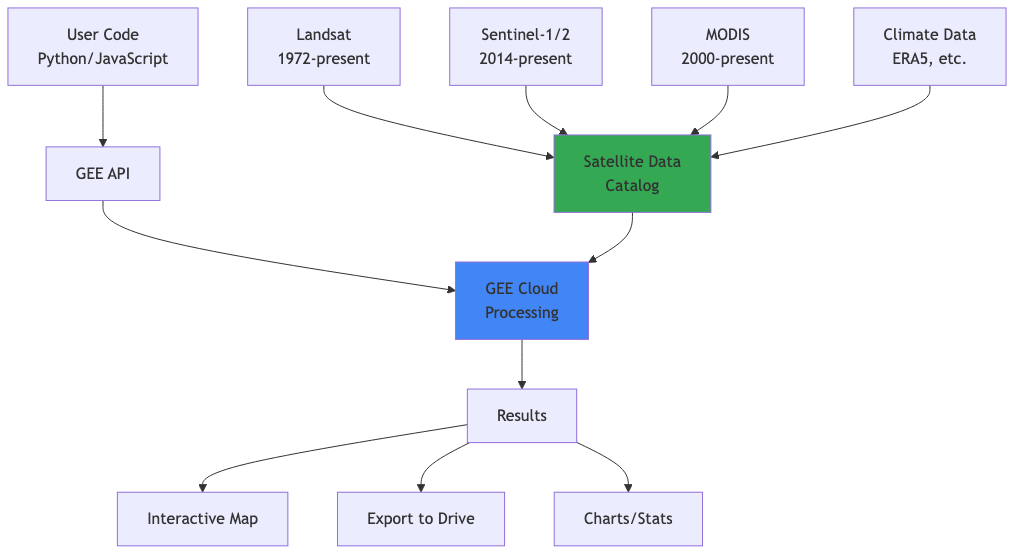 User Code
Python/JavaScript
Landsat
1972-present
Sentinel-1/2
2014-present
MODIS
2000-present
Climate Data
ERA5, etc.
GEE API
Satellite Data
Catalog
GEE Cloud
Processing
Results
Interactive Map
Export to Drive
Charts/Stats